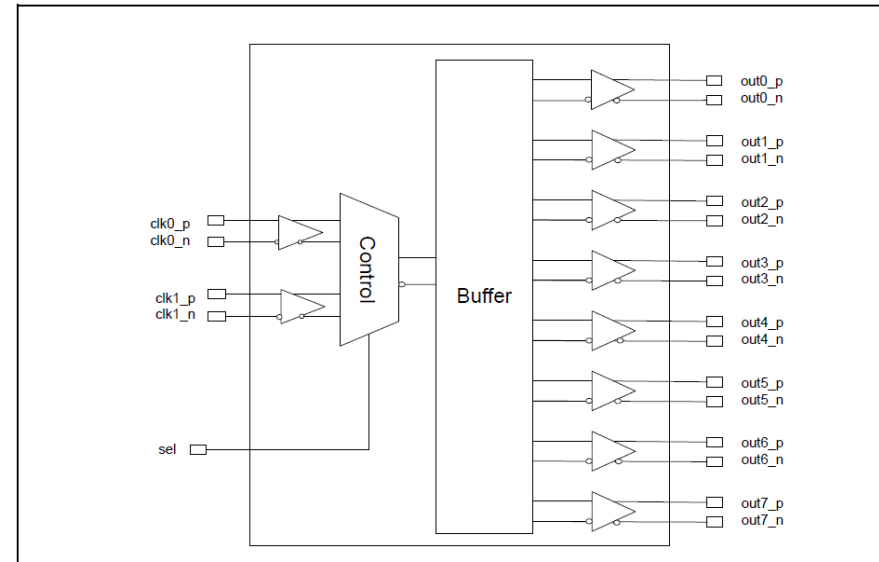 out0_p
out0_n
out1_p
out1_n
out2_p
out2_n
clk0_p
clk0_n
Control
out3_p
out3_n
clk1_p
clk1_n
Buffer
out4_p
out4_n
out5_p
out5_n
sel
out6_p
out6_n
out7_p
out7_n